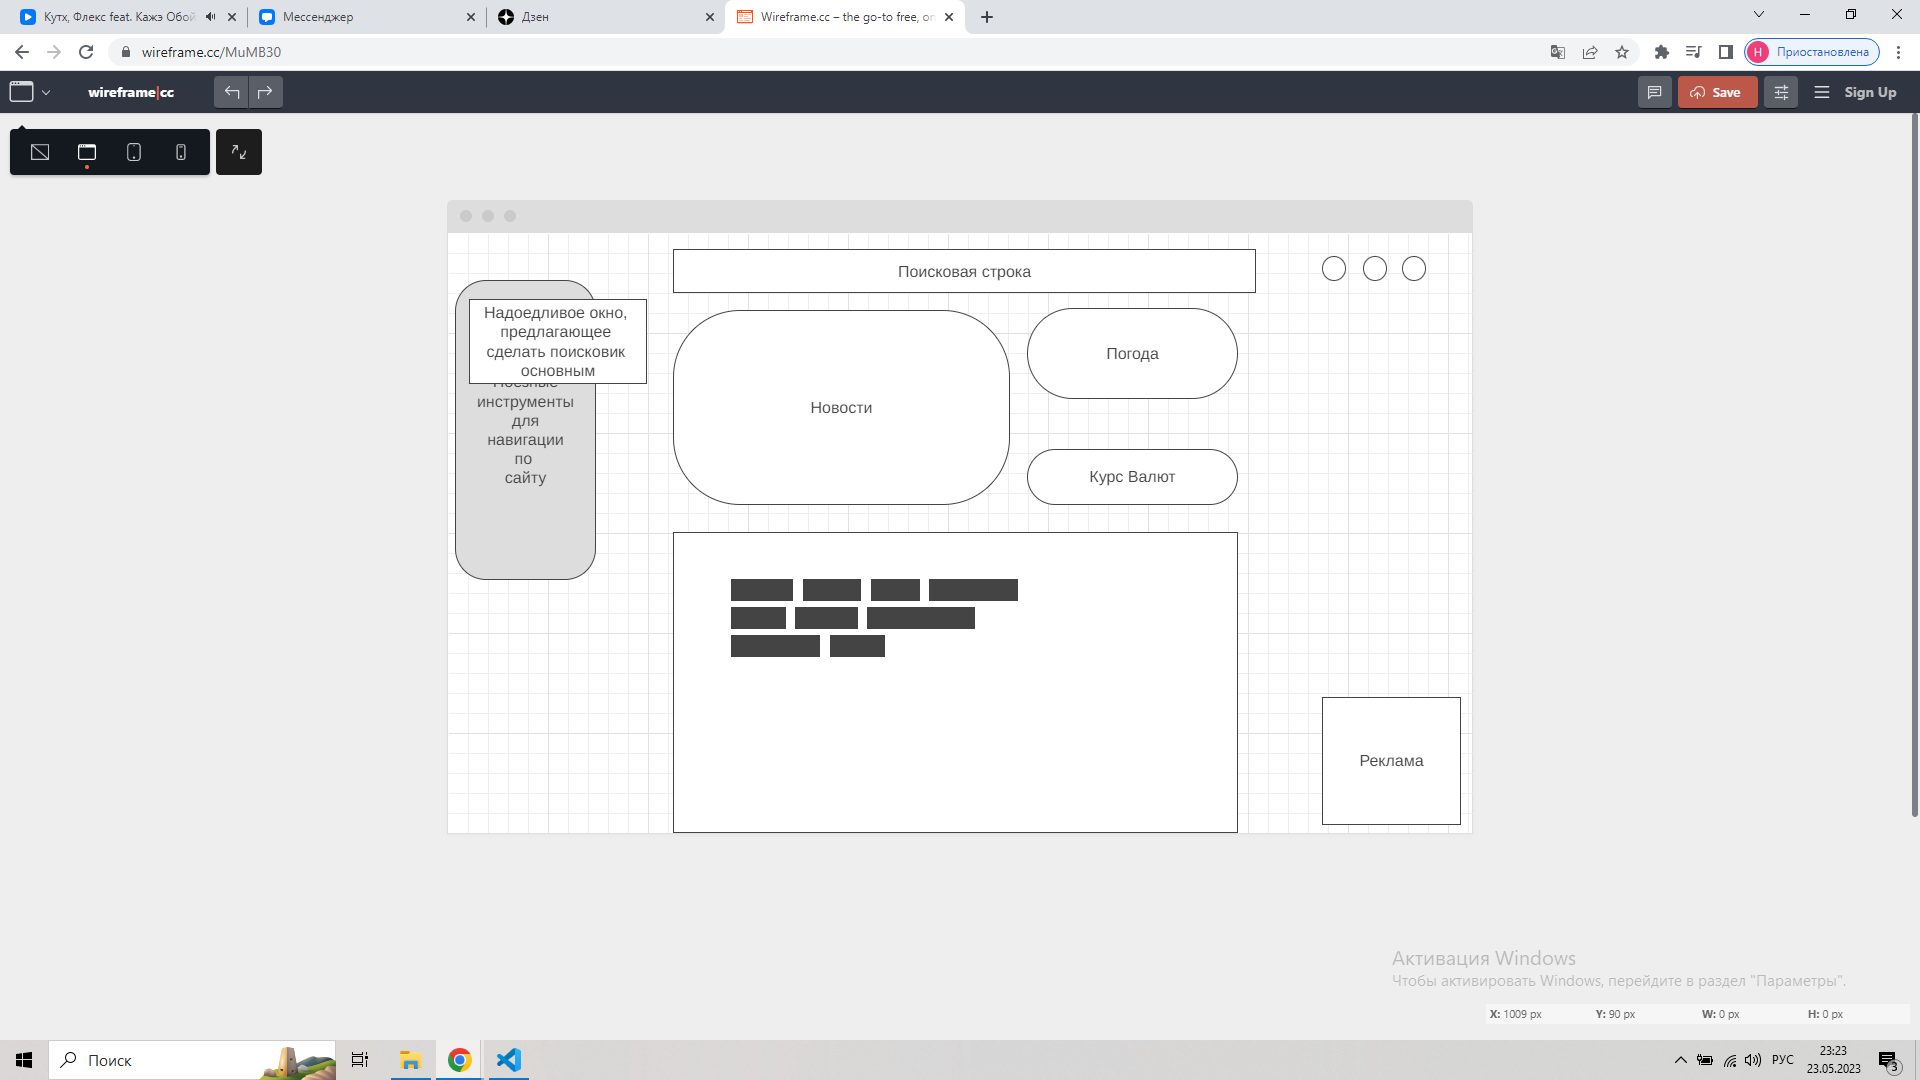 Кутх, Флекс feat. Кажэ Обой
Мессенджер
Дзен
Wireframe.cc – the go-to free, on
wireframe.cc/MuMB30
Н
Приостановлена
wireframe|cc
Save
Sign Up
Поисковая строка
Надоедливое окно,
предлагающее
сделать поисковик
основным
инструменты
для
навигации
по
сайту
Новости
Погода
Курс Валют
Реклама
Активация Windows
Чтобы активировать Windows, перейдите в раздел "Параметры".
X: 1009 px Y: 90 px W: 0 px H: 0 px
Поиск
РУС
23:23
23.05.2023
3